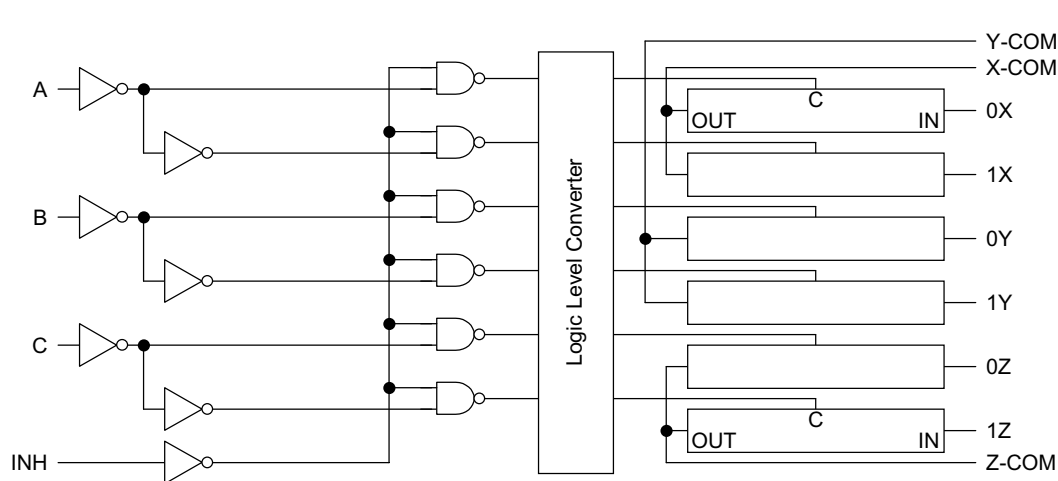 Y-COM
X-COM
A
C
OUT
IN
0X
1X
B
0Y
Logic Level Converter
1Y
C
0Z
C
OUT
IN
1Z
INH
Z-COM